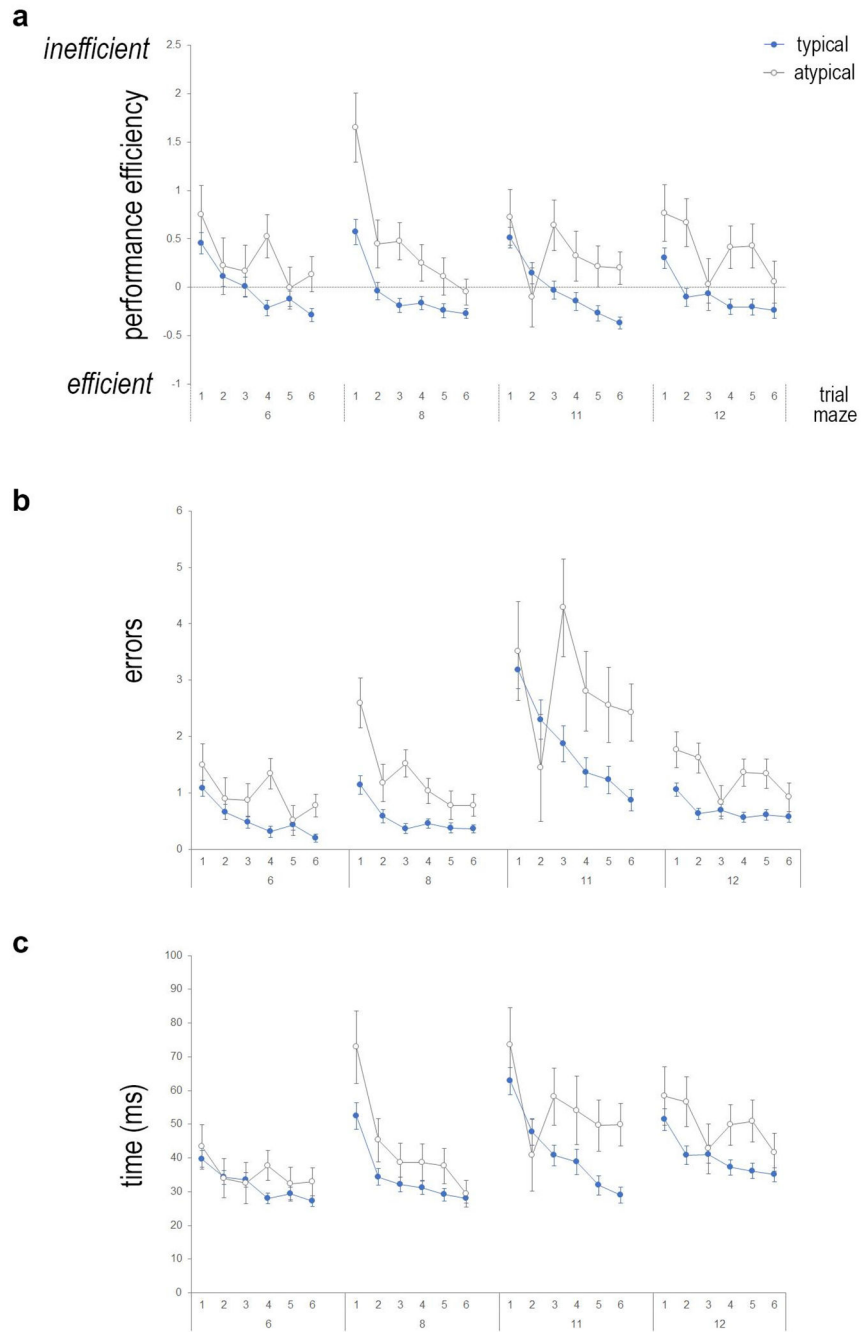 a
inefficient
typical
atypical
performance efficiency
2.5
2
1.5
1
0.5
0
-0.5
-1
efficient
1 2 3 4 5 6 1 2 3 4 5 6 1 2 3 4 5 6 1 2 3 4 5 6 trial
6 8 11 12 maze
b
errors
6
5
4
3
2
1
0
1 2 3 4 5 6 1 2 3 4 5 6 1 2 3 4 5 6 1 2 3 4 5 6
6 8 11 12
c
time (ms)
100
90
80
70
60
50
40
30
20
10
0
1 2 3 4 5 6 1 2 3 4 5 6 1 2 3 4 5 6 1 2 3 4 5 6
6 8 11 12